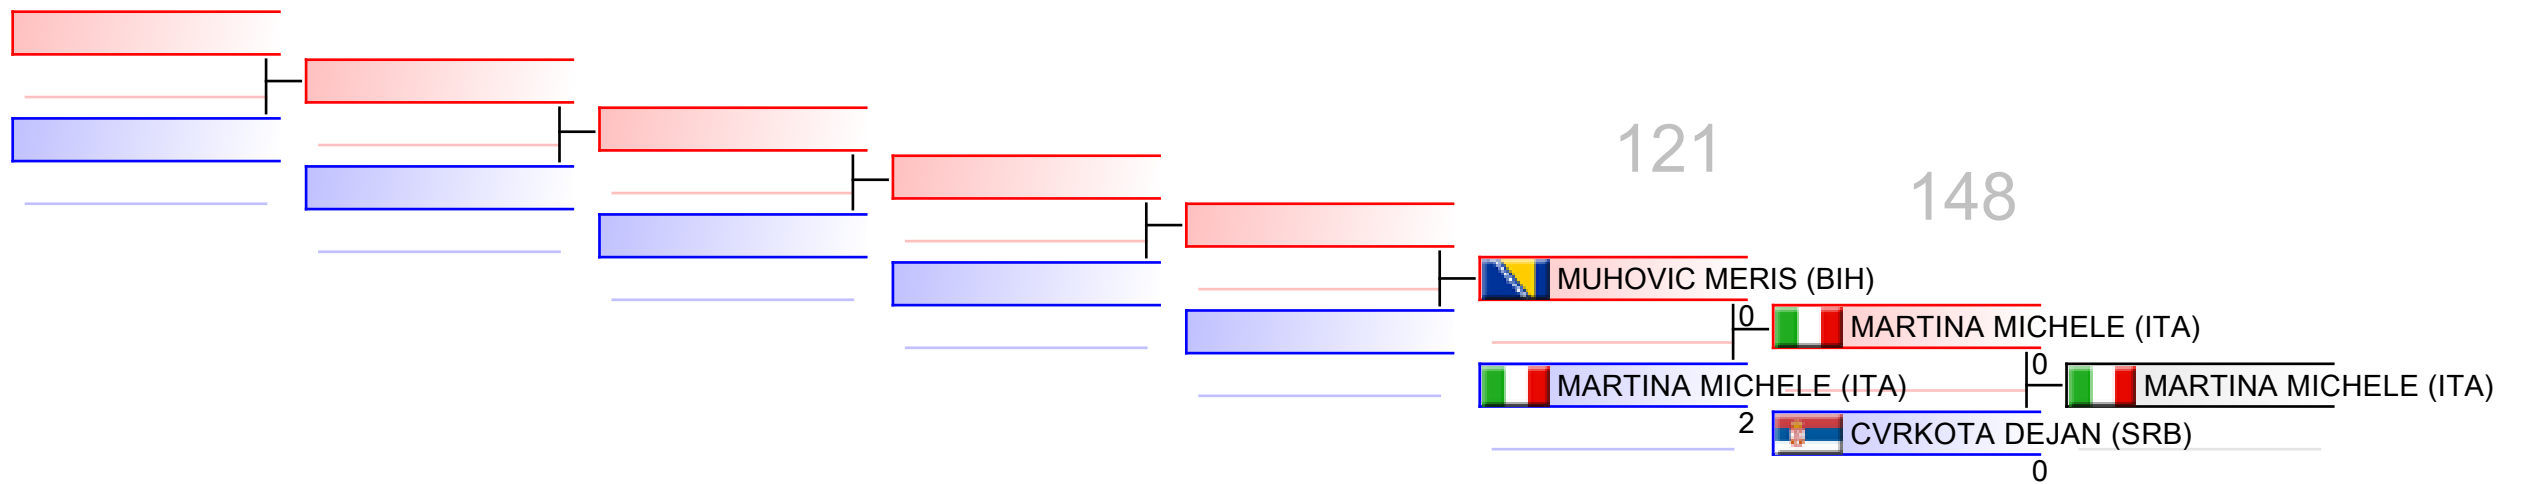 121
148
MUHOVIC MERIS (BIH)
0
MARTINA MICHELE (ITA)
0
MARTINA MICHELE (ITA)
MARTINA MICHELE (ITA)
2
CVRKOTA DEJAN (SRB)
0